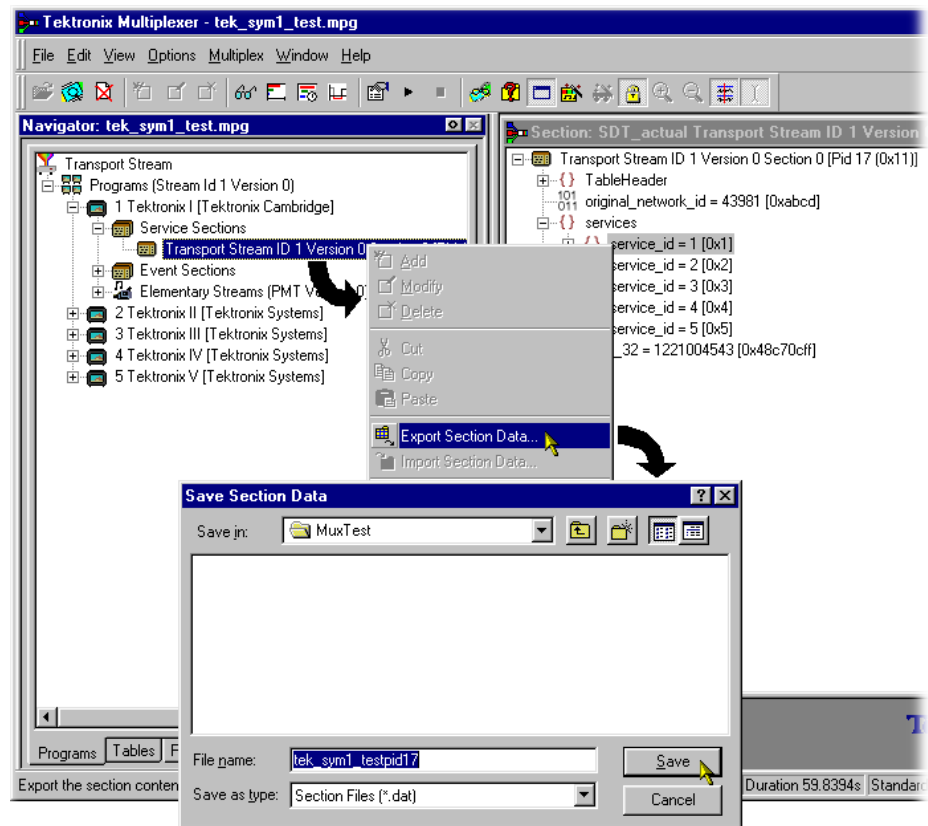 Tektronix Multiplexer - tek_sym1_test.mpg
File Edit View Options Multiplex Window Help
Navigator: tek_sym1_test.mpg
Transport Stream
Programs (Stream Id 1 Version 0)
1 Tektronix I [Tektronix Cambridge]
Service Sections
Transport Stream ID 1 Version 0
Event Sections
Elementary Streams (PMT
2 Tektronix II [Tektronix Systems]
3 Tektronix III [Tektronix Systems]
4 Tektronix IV [Tektronix Systems]
5 Tektronix V [Tektronix Systems]
Programs Tables
Export the section
Section: SDT_actual Transport Stream ID 1 Version
Transport Stream ID 1 Version 0 Section 0 [Pid 17 (0x11)]
TableHeader
original_network_id = 43981 [0xabcd]
services
service_id = 1 [0x1]
service_id = 2 [0x2]
service_id = 3 [0x3]
service_id = 4 [0x4]
service_id = 5 [0x5]
_32 = 1221004543 [0x48c70cff]
Add
Modify
Delete
Cut
Copy
Paste
Export Section Data...
Import Section Data...
Save Section Data
Save in: MuxTest
File name: tek_sym1_testpid17
Save
Save as type: Section Files (*.dat)
Cancel
Duration 59.8394s